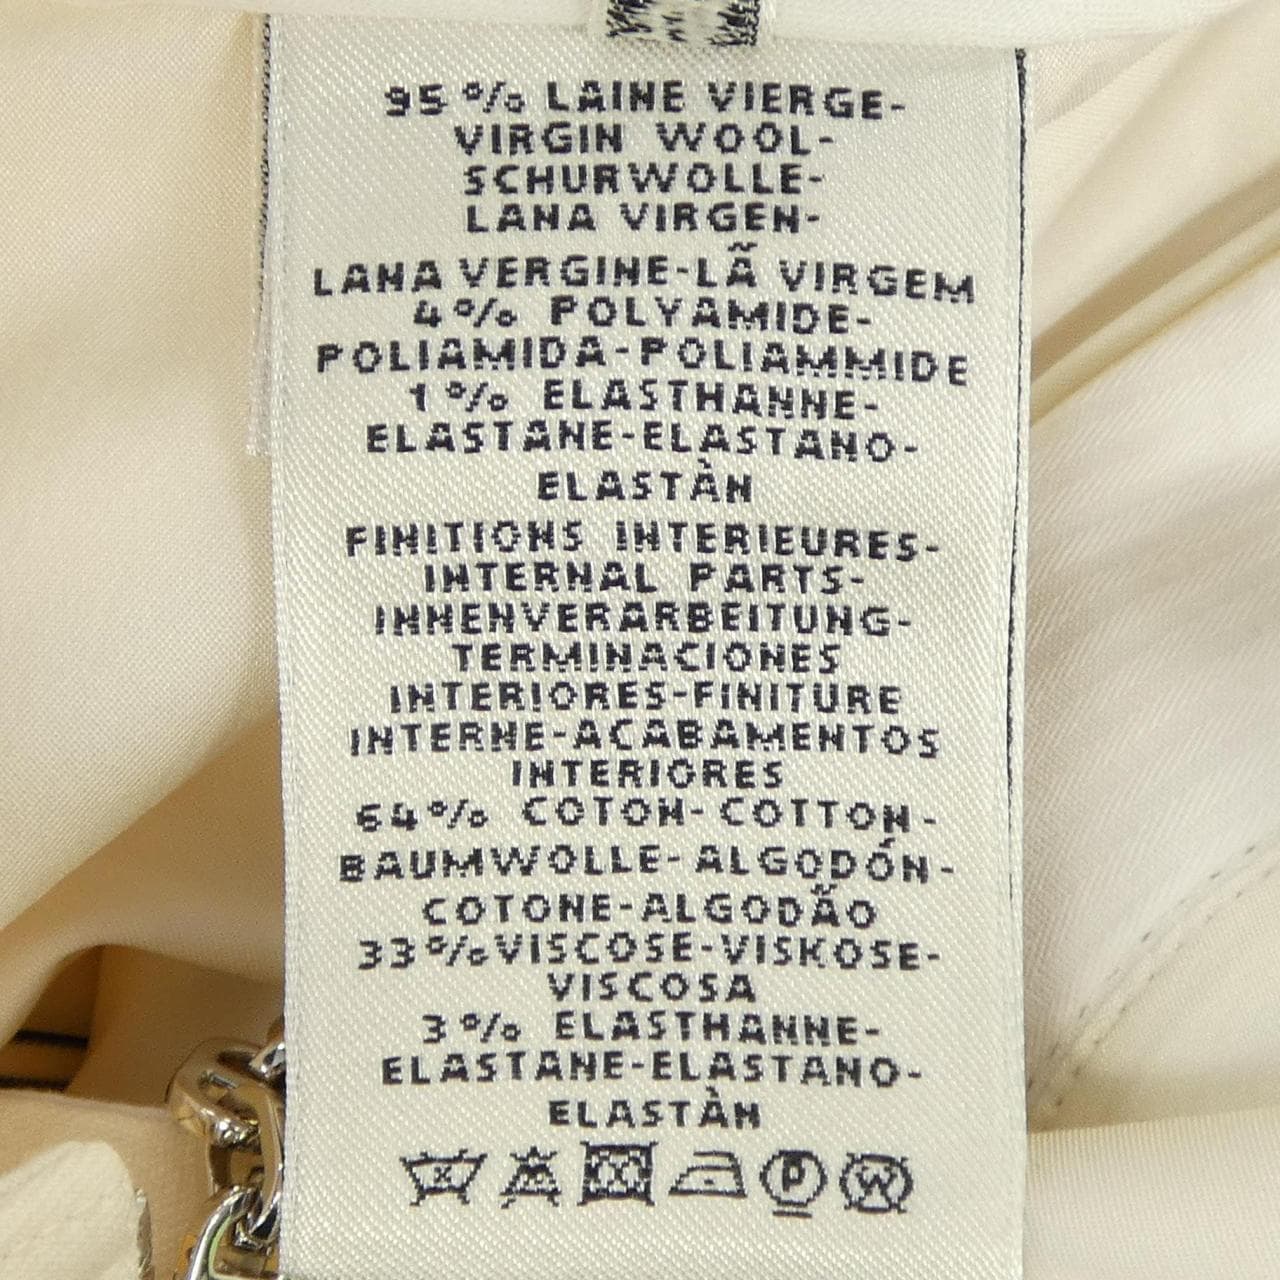 95% LAINE VIERGE-
VIRGIN WOOL-
SCHURWOLLE-
LANA VIRGEN-
LANA VERGINE-LÃ VIRGEM
4% POLYAMIDE-
POLIAMIDA-POLIAMMIDE
1% ELASTHANNE-
ELASTANE-ELASTANO-
ELASTÀN
FINITIONS INTERIEURES-
INTERNAL PARTS-
INNENVERARBEITUNG-
TERMINACIONES
INTERIORES-FINITURE
INTERNE-ACABAMENTOS
INTERIORES
64% COTON-COTTON-
BAUMWOLLE-ALGODÓN-
COTONE-ALGODÃO
33% VISCOSE-VISKOSE-
VISCOSA
3% ELASTHANNE-
ELASTANE-ELASTANO-
ELASTÀN
P W